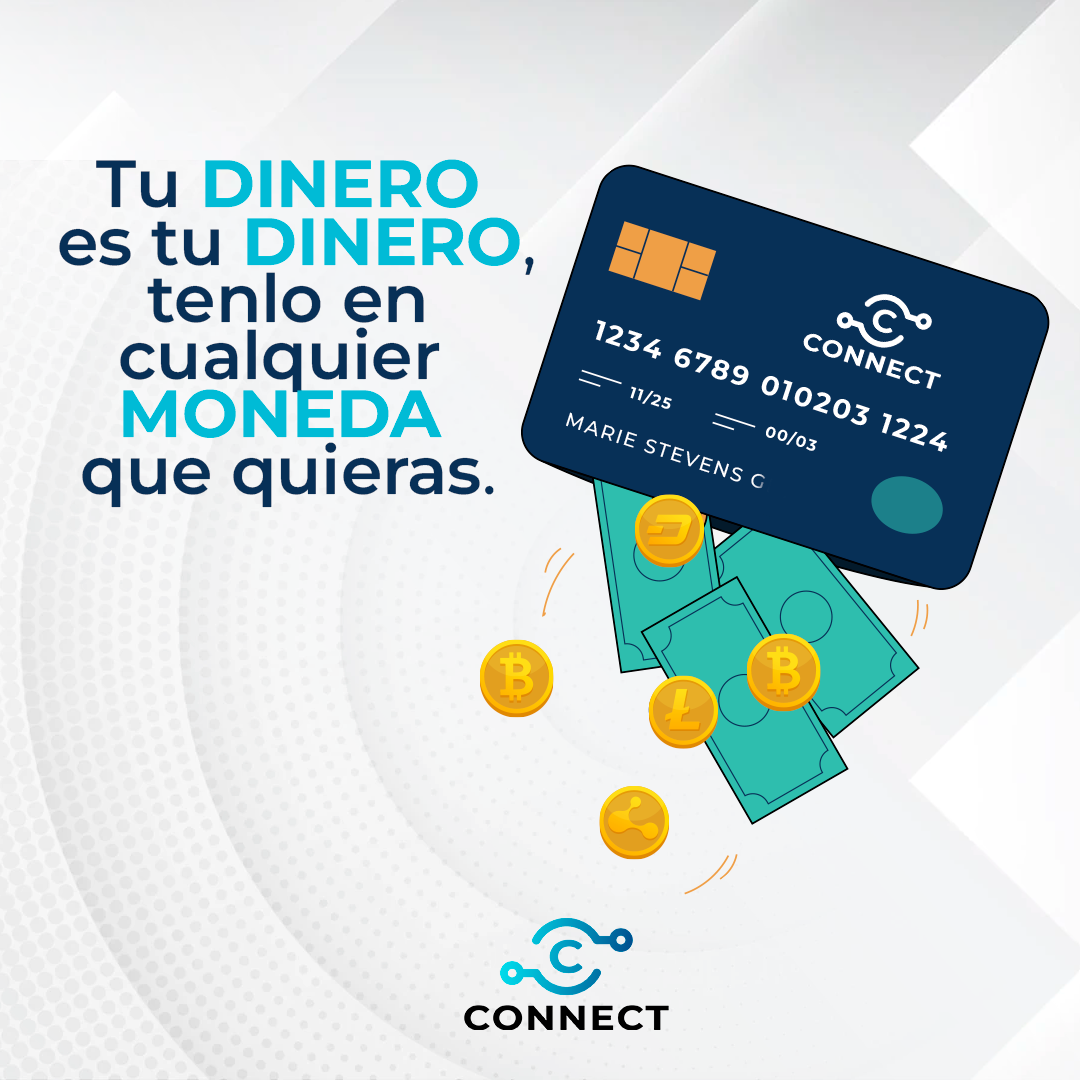 Tu DINERO
es tu DINERO,
tenlo en
cualquier
MONEDA
que quieras.
CONNECT
1234 6789 010203 1224
11/25 00/03
MARIE STEVENS G
CONNECT